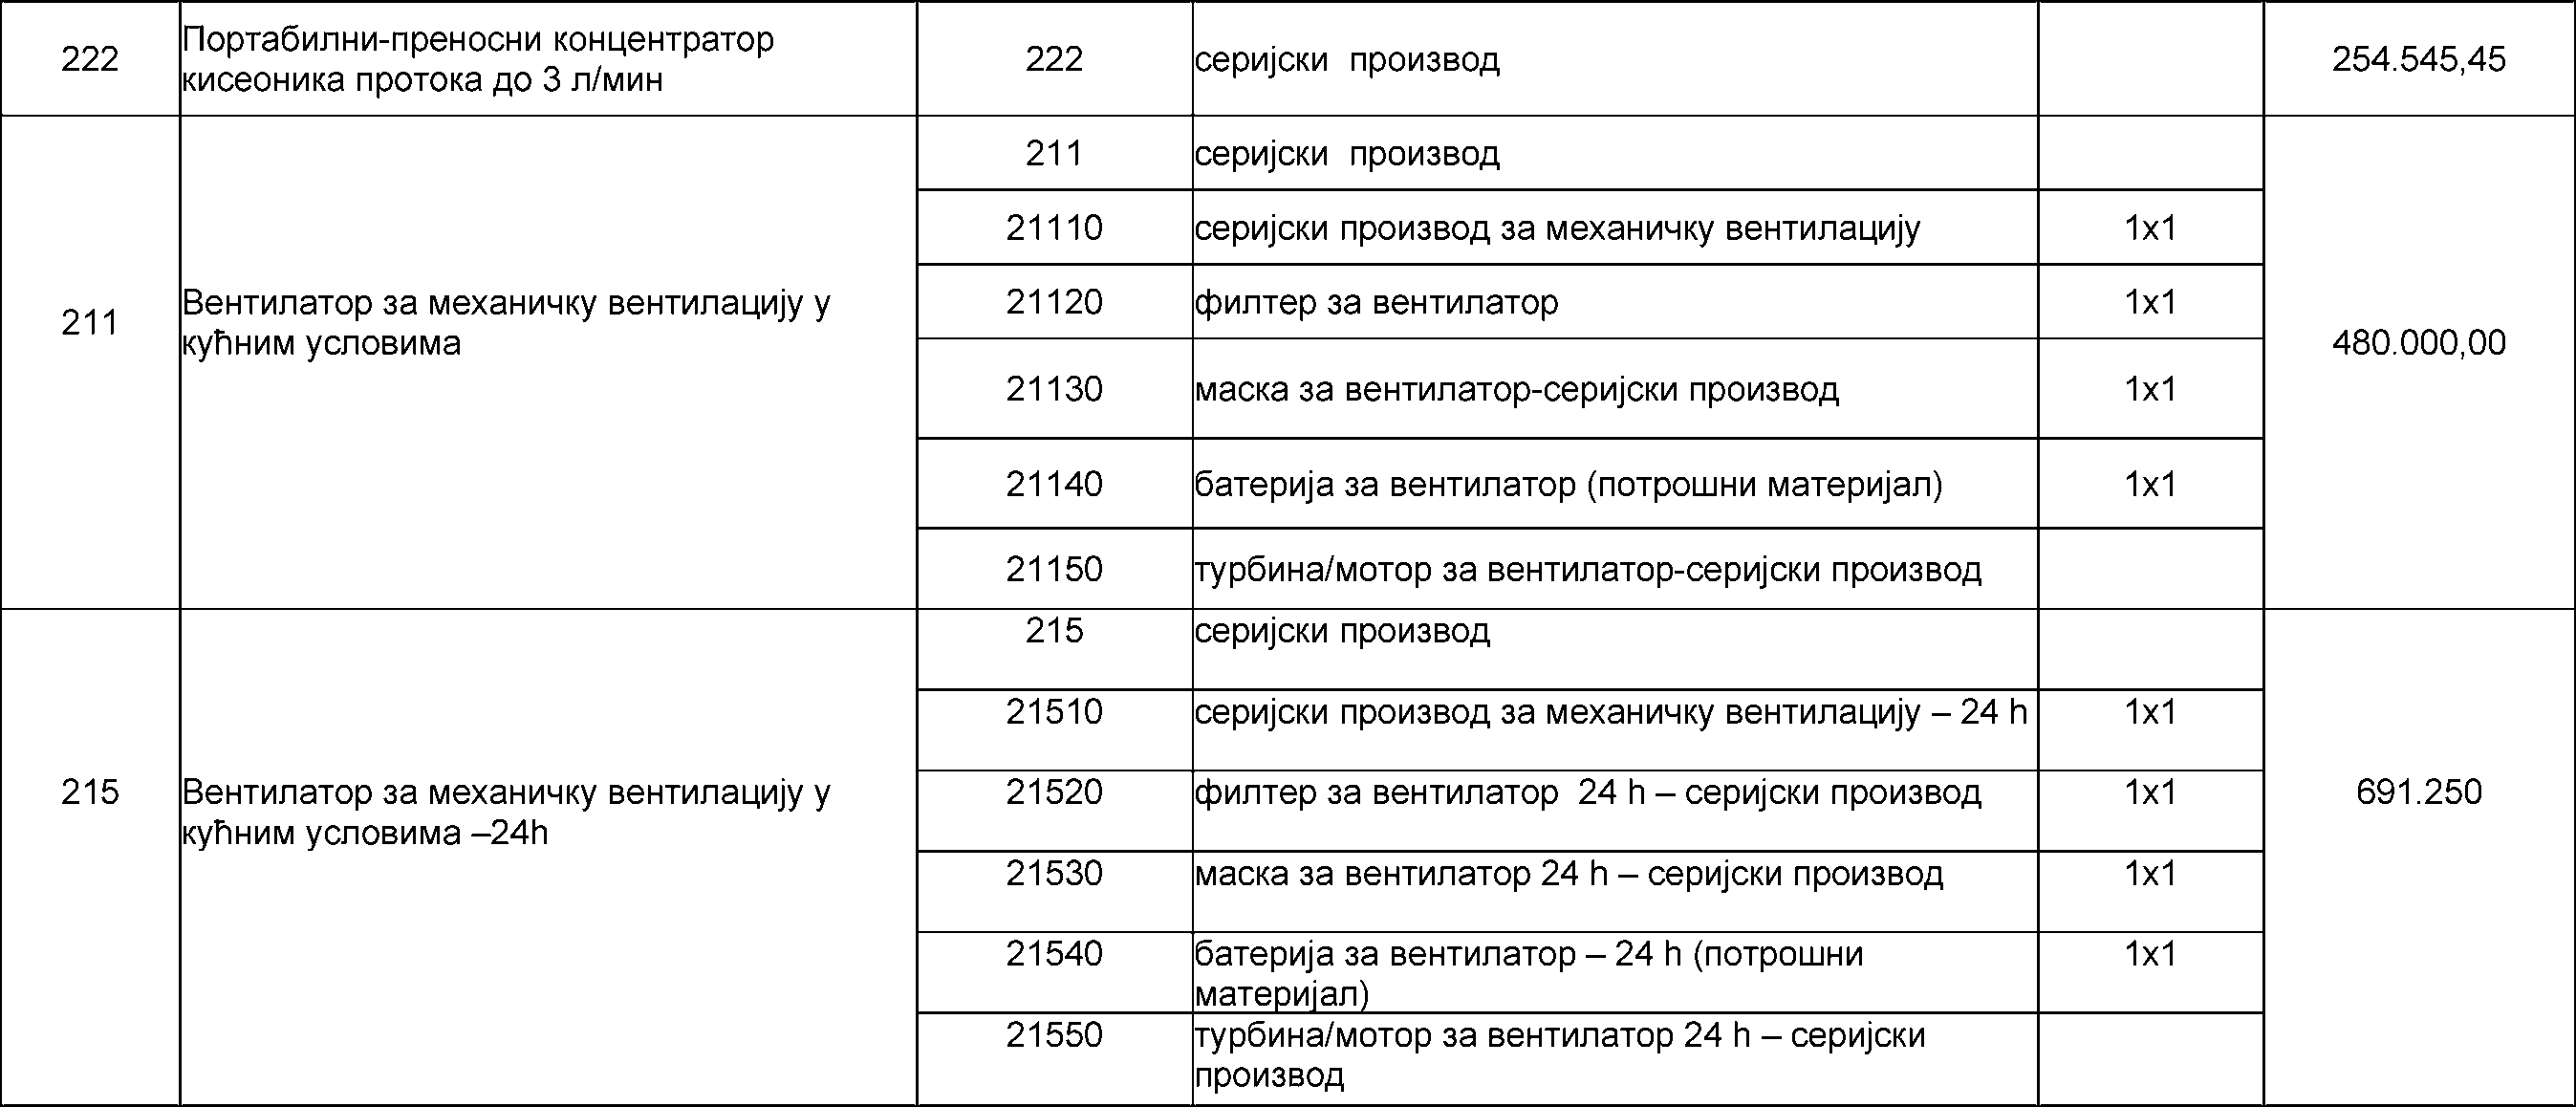 222 Портабилни-преносни концентратор кисеоника протока до 3 л/мин 222 серијски  производ 254.545,45
211 Вентилатор за механичку вентилацију у кућним условима 211 серијски  производ 480.000,00
21110 серијски производ за механичку вентилацију 1x1
21120 филтер за вентилатор 1x1
21130 маска за вентилатор-серијски производ 1x1
21140 батерија за вентилатор (потрошни материјал) 1x1
21150 турбина/мотор за вентилатор-серијски производ
215 Вентилатор за механичку вентилацију у кућним условима –24h 215 серијски производ 691.250
21510 серијски производ за механичку вентилацију – 24 h 1x1
21520 филтер за вентилатор  24 h – серијски производ 1x1
21530 маска за вентилатор 24 h – серијски производ 1x1
21540 батерија за вентилатор – 24 h (потрошни материјал) 1x1
21550 турбина/мотор за вентилатор 24 h – серијски производ